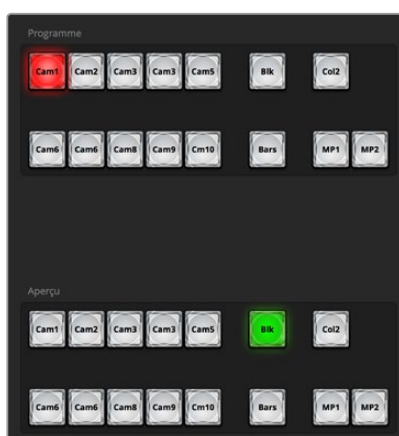 Programme
Cam1 Cam2 Cam3 Cam3 Cam5 Blk Col2
Cam6 Cam6 Cam8 Cam9 Cm10 Bars MP1 MP2
Aperçu
Cam1 Cam2 Cam3 Cam3 Cam5 Blk Col2
Cam6 Cam6 Cam8 Cam9 Cm10 Bars MP1 MP2